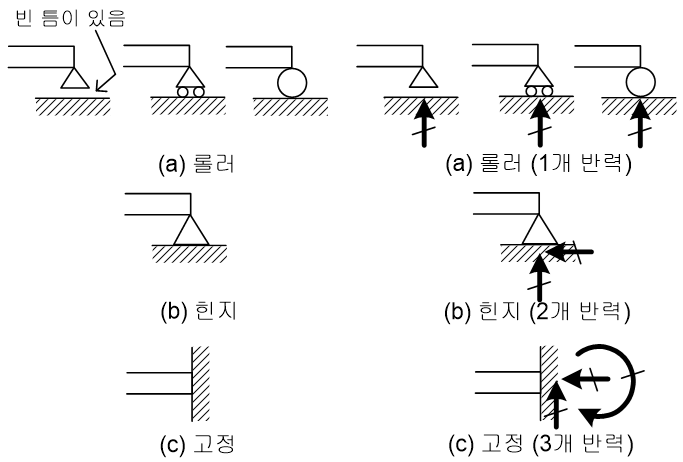 빈 틈이 있음
(a) 롤러
(a) 롤러 (1개 반력)
(b) 힌지
(b) 힌지 (2개 반력)
(c) 고정
(c) 고정 (3개 반력)